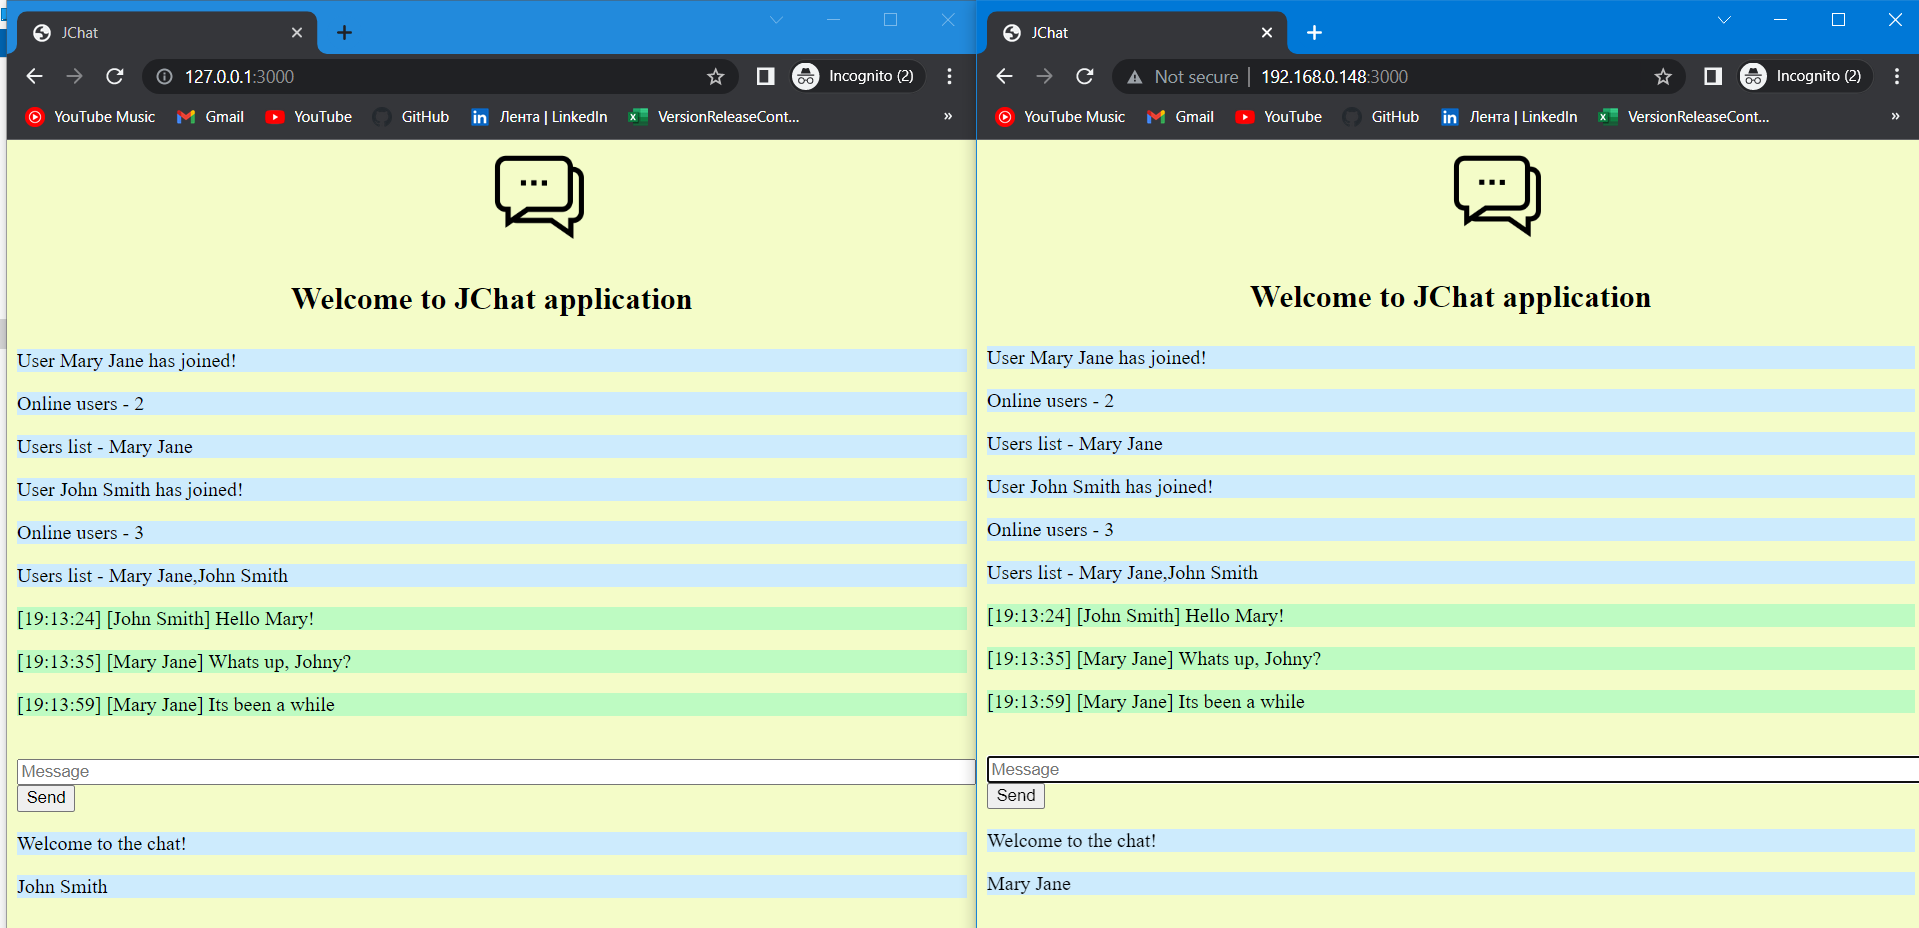 JChat
127.0.0.1:3000
Incognito (2)
YouTube Music Gmail YouTube GitHub Лента | LinkedIn VersionReleaseCont... »
Welcome to JChat application
User Mary Jane has joined!
Online users - 2
Users list - Mary Jane
User John Smith has joined!
Online users - 3
Users list - Mary Jane,John Smith
[19:13:24] [John Smith] Hello Mary!
[19:13:35] [Mary Jane] Whats up, Johny?
[19:13:59] [Mary Jane] Its been a while
Message
Send
Welcome to the chat!
John Smith
JChat
Not secure | 192.168.0.148:3000
Incognito (2)
YouTube Music Gmail YouTube GitHub Лента | LinkedIn VersionReleaseCont... »
Welcome to JChat application
User Mary Jane has joined!
Online users - 2
Users list - Mary Jane
User John Smith has joined!
Online users - 3
Users list - Mary Jane,John Smith
[19:13:24] [John Smith] Hello Mary!
[19:13:35] [Mary Jane] Whats up, Johny?
[19:13:59] [Mary Jane] Its been a while
Message
Send
Welcome to the chat!
Mary Jane